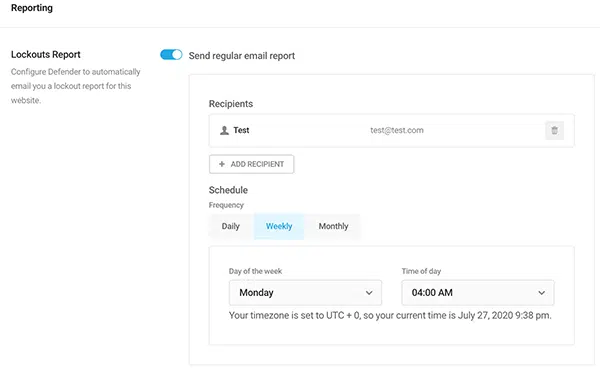 Reporting
Lockouts Report
Configure Defender to automatically
email you a lockout report for this
website.
Send regular email report
Recipients
Test test@test.com
+ ADD RECIPIENT
Schedule
Frequency
Daily Weekly Monthly
Day of the week Time of day
Monday 04:00 AM
Your timezone is set to UTC + 0, so your current time is July 27, 2020 9:38 pm.